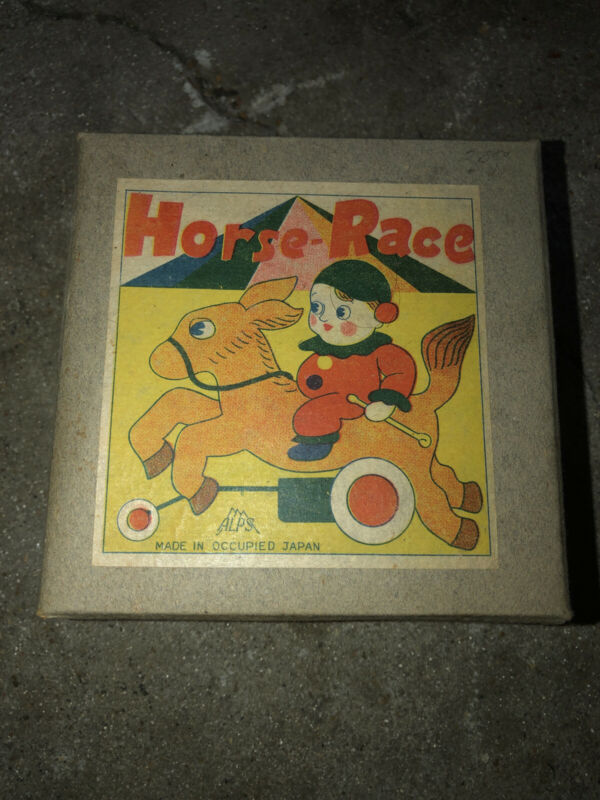 Horse-Race
ALPS
MADE IN OCCUPIED JAPAN